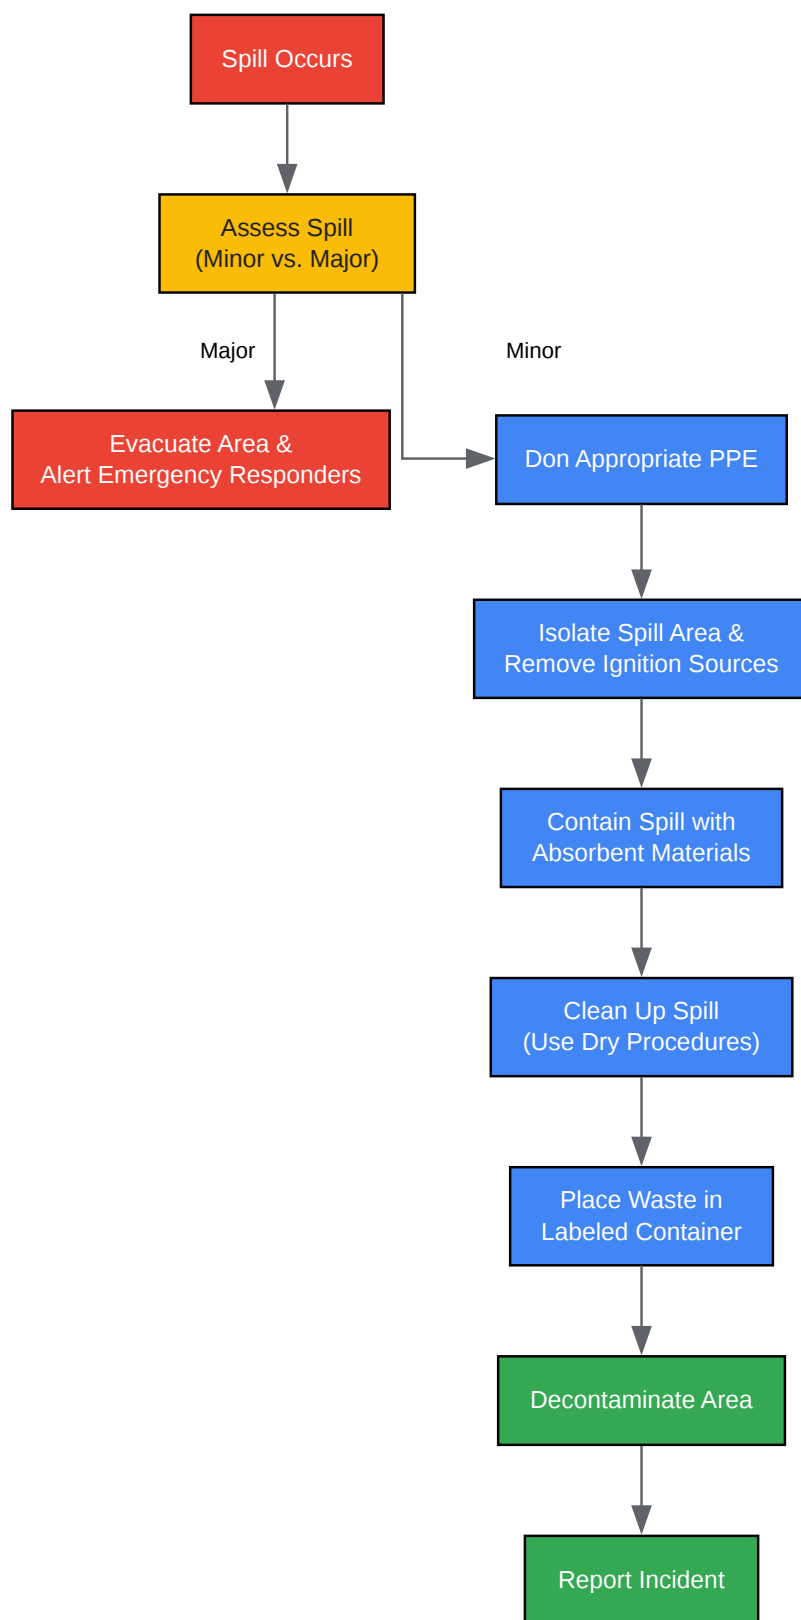 Spill Occurs
Assess Spill
(Minor vs. Major)
Major
Minor
Evacuate Area &
Alert Emergency Responders
Don Appropriate PPE
Isolate Spill Area &
Remove Ignition Sources
Contain Spill with
Absorbent Materials
Clean Up Spill
(Use Dry Procedures)
Place Waste in
Labeled Container
Decontaminate Area
Report Incident